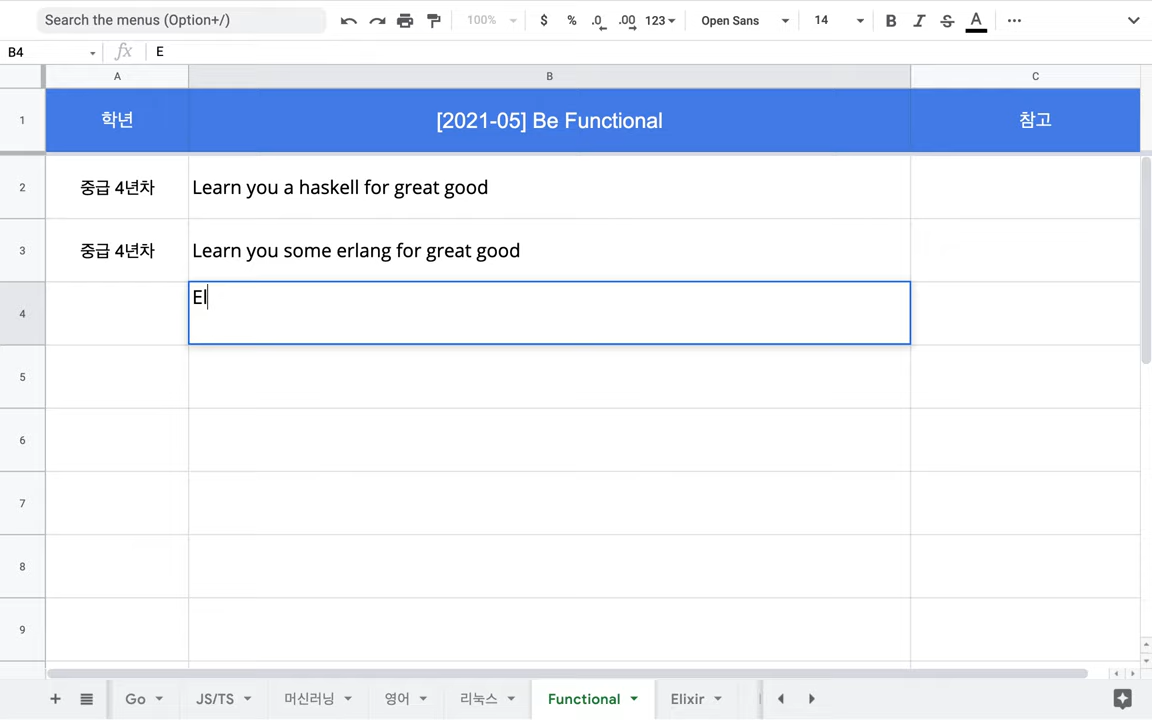 Search the menus (Option+/)
100%
$ % .0 .00 123
Open Sans
14
B I S A
B4
fx
E
A B C
1 학년 [2021-05] Be Functional 참고
2 중급 4년차 Learn you a haskell for great good
3 중급 4년차 Learn you some erlang for great good
4 El
5
6
7
8
9
Go JS/TS 머신러닝 영어 리눅스 Functional Elixir